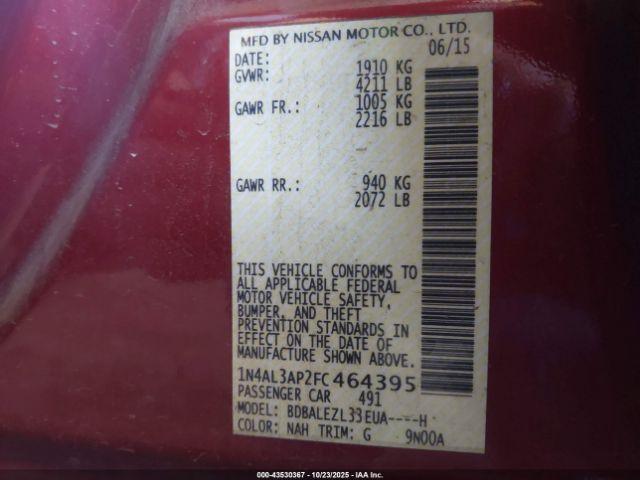 MFD BY NISSAN MOTOR CO., LTD.
DATE: 06/15
GVWR: 1910 KG
4211 LB
GAWR FR.: 1005 KG
2216 LB
GAWR RR.: 940 KG
2072 LB
THIS VEHICLE CONFORMS TO
ALL APPLICABLE FEDERAL
MOTOR VEHICLE SAFETY,
BUMPER, AND THEFT
PREVENTION STANDARDS IN
EFFECT ON THE DATE OF
MANUFACTURE SHOWN ABOVE.
1N4AL3AP2FC464395
PASSENGER CAR 491
MODEL: BDBALEZL33EUA----H
COLOR: NAH TRIM: G 9N00A
000-43530367 • 10/23/2025 • iaai.com